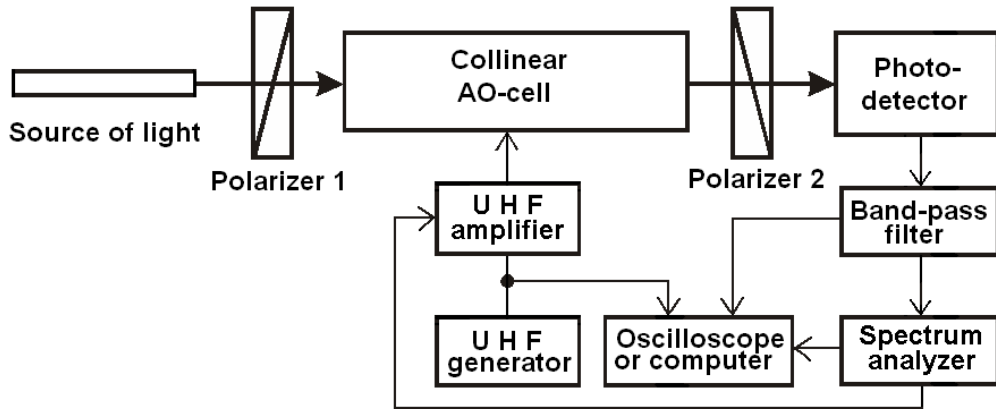 Collinear
AO-cell
Photo-
detector
Source of light
Polarizer 1
Polarizer 2
U H F
amplifier
Band-pass
filter
U H F
generator
Oscilloscope
or computer
Spectrum
analyzer